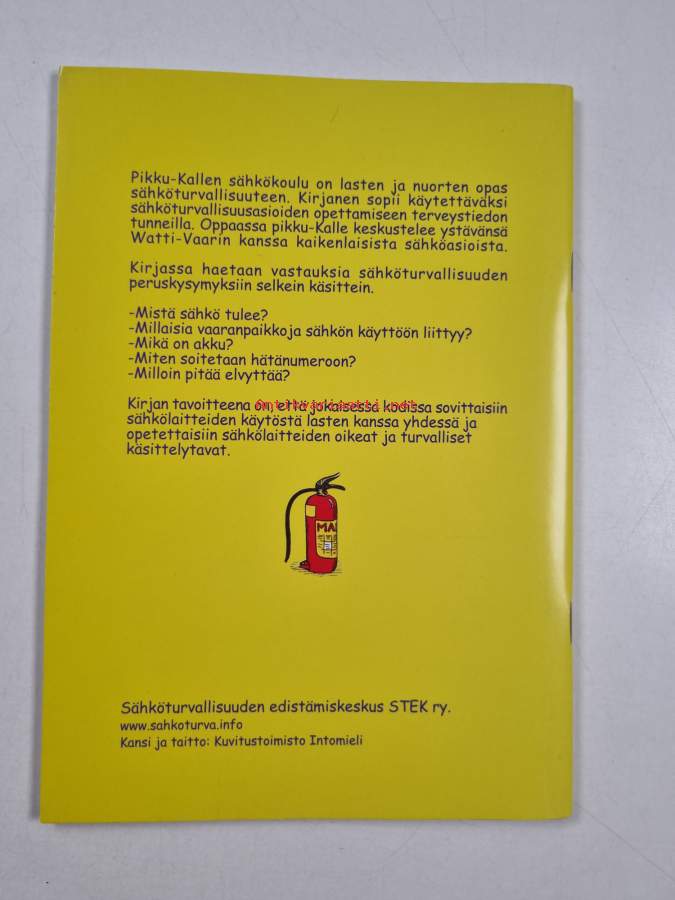 Pikku-Kallen sähkökoulu on lasten ja nuorten opas
sähköturvallisuuteen. Kirjanen sopii käytettäväksi
sähköturvallisuusasioiden opettamiseen terveystiedon
tunneilla. Oppaassa pikku-Kalle keskustelee ystävänsä
Watti-Vaarin kanssa kaikenlaisista sähköasioista.
Kirjassa haetaan vastauksia sähköturvallisuuden
peruskysymyksiin selkein käsittein.
-Mistä sähkö tulee?
-Millaisia vaaranpaikkoja sähkön käyttöön liittyy?
-Mikä on akku?
-Miten soitetaan hätänumeroon?
-Milloin pitää elvyttää?
Kirjan tavoitteena on, että jokaisessa kodissa sovittaisiin
Antikvariaatti.net
sähkölaitteiden käytöstä lasten kanssa yhdessä ja
opetettaisiin sähkölaitteiden oikeat ja turvalliset
käsittelytavat.
MA
Sähköturvallisuuden edistämiskeskus STEK ry.
www.sahkoturva.info
Kansi ja taitto: Kuvitustoimisto Intomieli